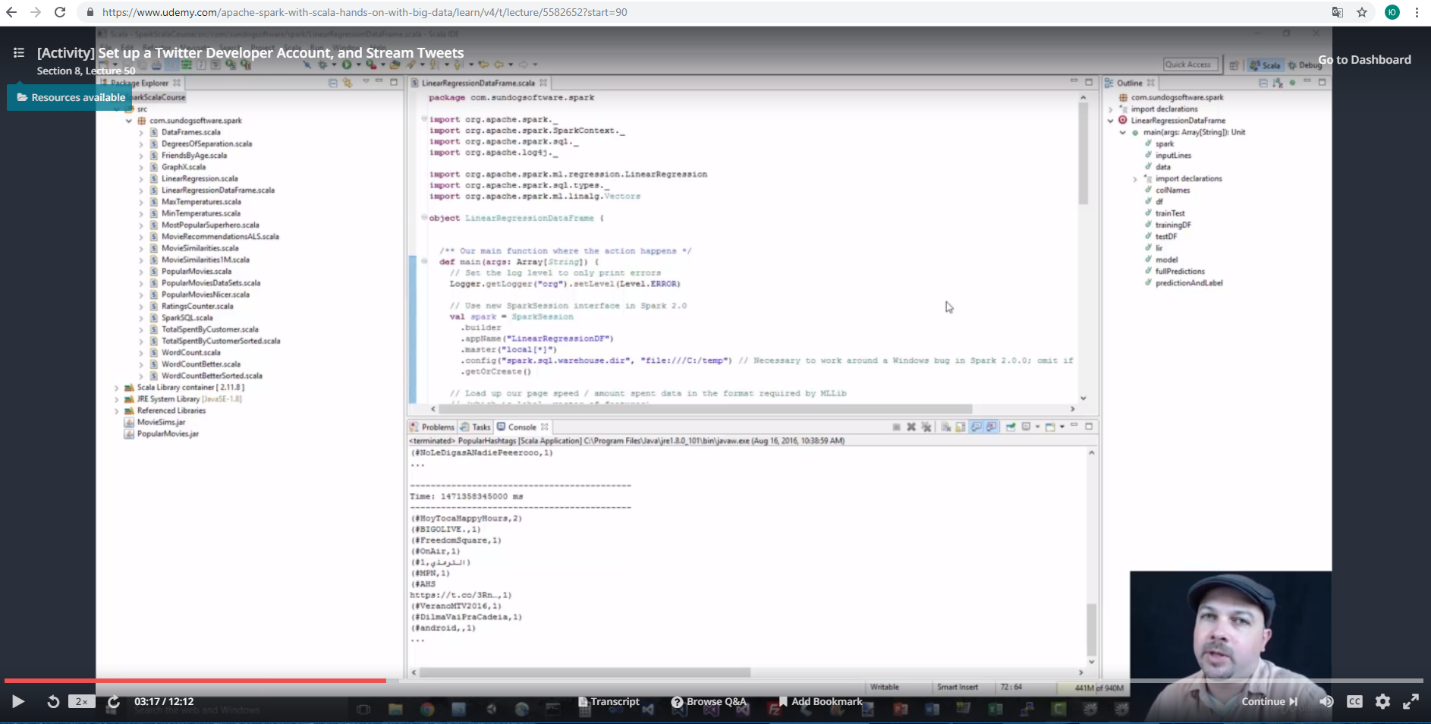 https://www.udemy.com/apache-spark-with-scala-hands-on-with-big-data/learn/v4/t/lecture/5582652?start=90
[Activity] Set up a Twitter Developer Account, and Stream Tweets
Section 8, Lecture 50
Go to Dashboard
Resources available
Quick Access
Scala
Debug
Package Explorer
arkScalaCourse
src
com.sundogsoftware.spark
DataFrames.scala
DegreesOfSeparation.scala
FriendsByAge.scala
GraphX.scala
LinearRegression.scala
LinearRegressionDataFrame.scala
MaxTemperatures.scala
MinTemperatures.scala
MostPopularSuperhero.scala
MovieRecommendationsALS.scala
MovieSimilarities.scala
MovieSimilarities1M.scala
PopularMovies.scala
PopularMoviesDataSets.scala
PopularMoviesNicer.scala
RatingsCounter.scala
SparkSQL.scala
TotalSpentByCustomer.scala
TotalSpentByCustomerSorted.scala
WordCount.scala
WordCountBetter.scala
WordCountBetterSorted.scala
Scala Library container [ 2.11.8 ]
JRE System Library [JavaSE-1.8]
Referenced Libraries
MovieSims.jar
PopularMovies.jar
LinearRegressionDataFrame.scala
package com.sundogsoftware.spark
import org.apache.spark._
import org.apache.spark.SparkContext._
import org.apache.spark.sql._
import org.apache.log4j._
import org.apache.spark.ml.regression.LinearRegression
import org.apache.spark.sql.types._
import org.apache.spark.ml.linalg.Vectors
object LinearRegressionDataFrame {
/** Our main function where the action happens */
def main(args: Array[String]) {
// Set the log level to only print errors
Logger.getLogger("org").setLevel(Level.ERROR)
// Use new SparkSession interface in Spark 2.0
val spark = SparkSession
.builder
.appName("LinearRegressionDF")
.master("local[*]")
.config("spark.sql.warehouse.dir", "file:///C:/temp") // Necessary to work around a Windows bug in Spark 2.0.0; omit if
.getOrCreate()
// Load up our page speed / amount spent data in the format required by MLlib
Outline
com.sundogsoftware.spark
import declarations
LinearRegressionDataFrame
main(args: Array[String]): Unit
spark
inputLines
data
import declarations
colNames
df
trainTest
trainingDF
testDF
lir
model
fullPredictions
predictionAndLabel
Problems Tasks Console
<terminated> PopularHashtags [Scala Application] C:\Program Files\Java\jre1.8.0_101\bin\javaw.exe (Aug 16, 2016, 10:38:59 AM)
(#NoLeDigasANadiePeeerooo,1)
...
-------------------------------------------
Time: 1471358345000 ms
-------------------------------------------
(#HoyTocaHappyHours,2)
(#BIGOLIVE.,1)
(#FreedomSquare,1)
(#OnAir,1)
(#الترمذي,1)
(#MPN,1)
(#AHS
https://t.co/3Rn…,1)
(#VeranoMTV2016,1)
(#DilmaVaiPraCadeia,1)
(#android,,1)
...
Writable
Smart Insert
72 : 64
441M of 940M
2x
03:17 / 12:12
Transcript
Browse Q&A
Add Bookmark
Continue
CC